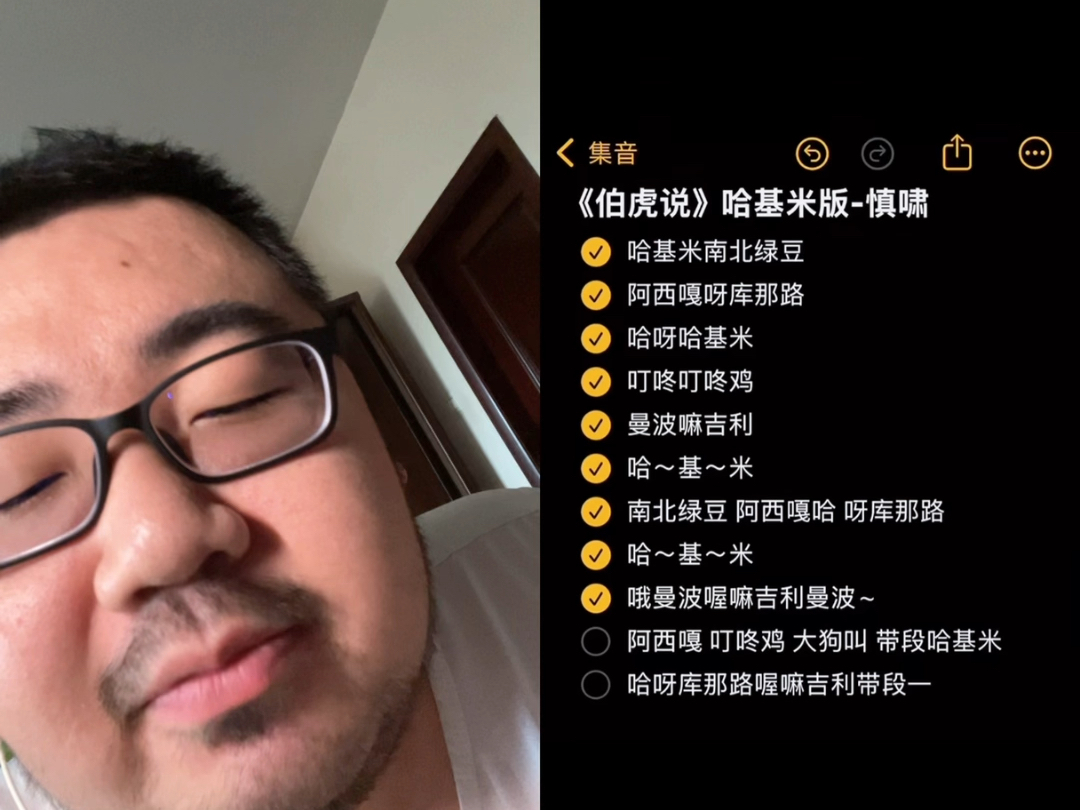 集音
《伯虎说》哈基米版-慎啸
哈基米南北绿豆
阿西嘎呀库那路
哈呀哈基米
叮咚叮咚鸡
曼波嘛吉利
哈～基～米
南北绿豆 阿西嘎哈 呀库那路
哈～基～米
哦曼波喔嘛吉利曼波~
阿西嘎 叮咚鸡 大狗叫 带段哈基米
哈呀库那路喔嘛吉利带段一